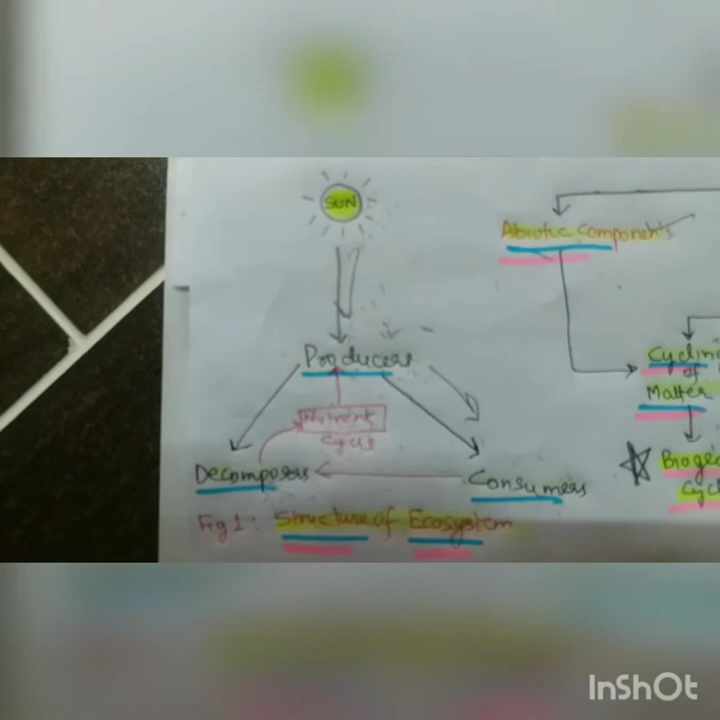 SUN
Abiotic Components
Producers
Cycling
of
Matter
Nutrient
Cycle
Decomposers
Consumers
Fig 1: Structure of Ecosystem
InShOt